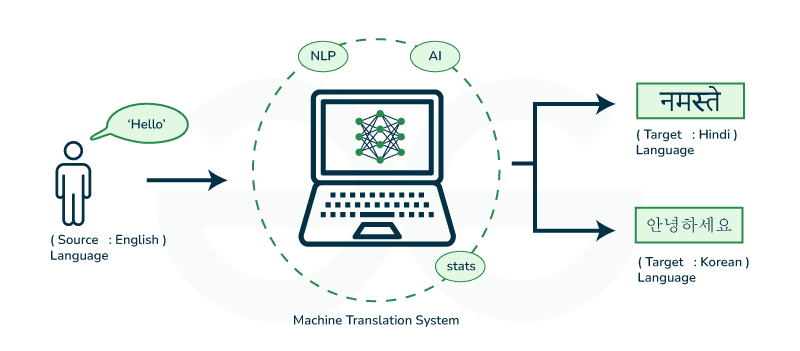 NLP
AI
‘Hello’
( Source : English )
Language
stats
Machine Translation System
नमस्ते
( Target : Hindi )
Language
안녕하세요
( Target : Korean )
Language